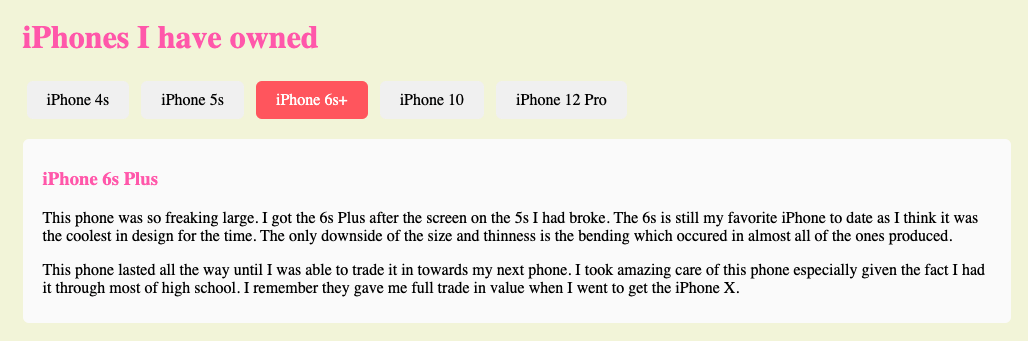 iPhones I have owned
iPhone 4s iPhone 5s iPhone 6s+ iPhone 10 iPhone 12 Pro
iPhone 6s Plus
This phone was so freaking large. I got the 6s Plus after the screen on the 5s I had broke. The 6s is still my favorite iPhone to date as I think it was
the coolest in design for the time. The only downside of the size and thinness is the bending which occured in almost all of the ones produced.
This phone lasted all the way until I was able to trade it in towards my next phone. I took amazing care of this phone especially given the fact I had
it through most of high school. I remember they gave me full trade in value when I went to get the iPhone X.